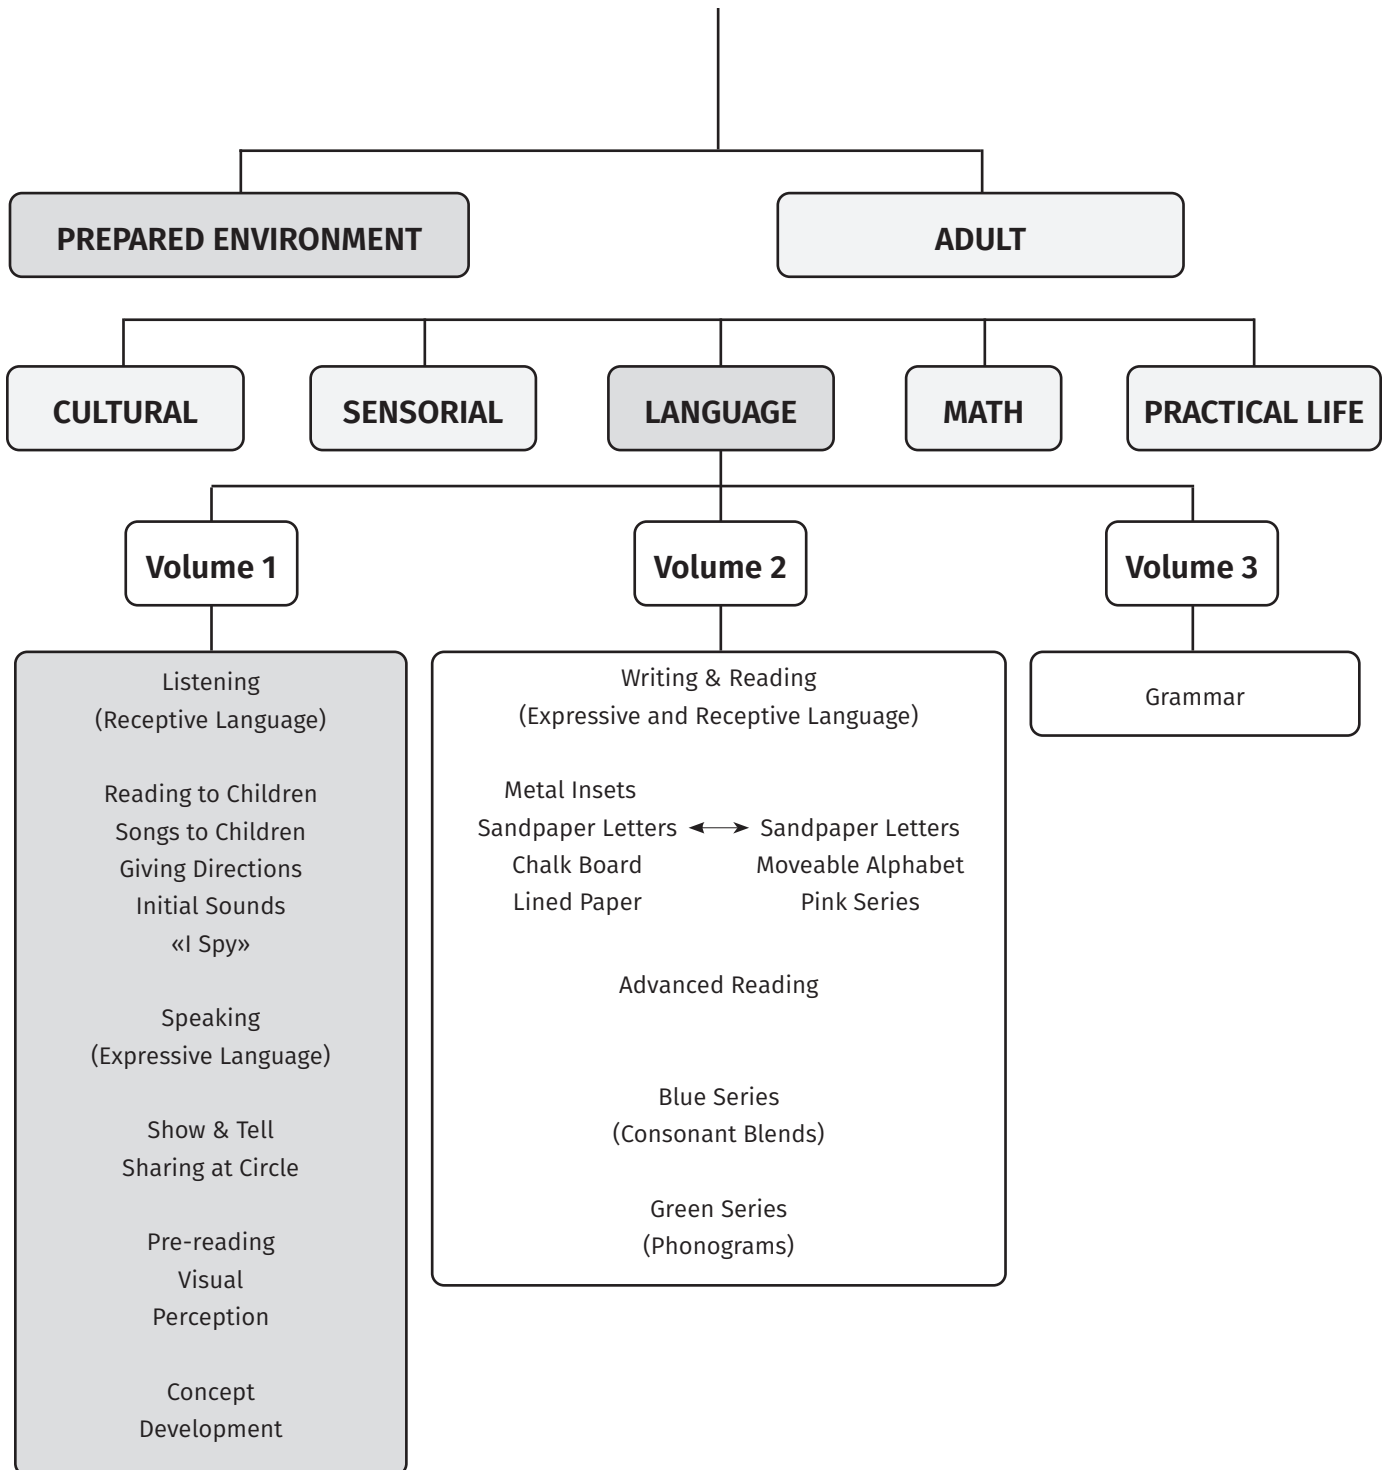 PREPARED ENVIRONMENT
ADULT
CULTURAL
SENSORIAL
LANGUAGE
MATH
PRACTICAL LIFE
Volume 1
Volume 2
Volume 3
Listening
(Receptive Language)
Reading to Children
Songs to Children
Giving Directions
Initial Sounds
«I Spy»
Speaking
(Expressive Language)
Show & Tell
Sharing at Circle
Pre-reading
Visual
Perception
Concept
Development
Writing & Reading
(Expressive and Receptive Language)
Metal Insets
Sandpaper Letters
Chalk Board
Lined Paper
Sandpaper Letters
Moveable Alphabet
Pink Series
Advanced Reading
Blue Series
(Consonant Blends)
Green Series
(Phonograms)
Grammar